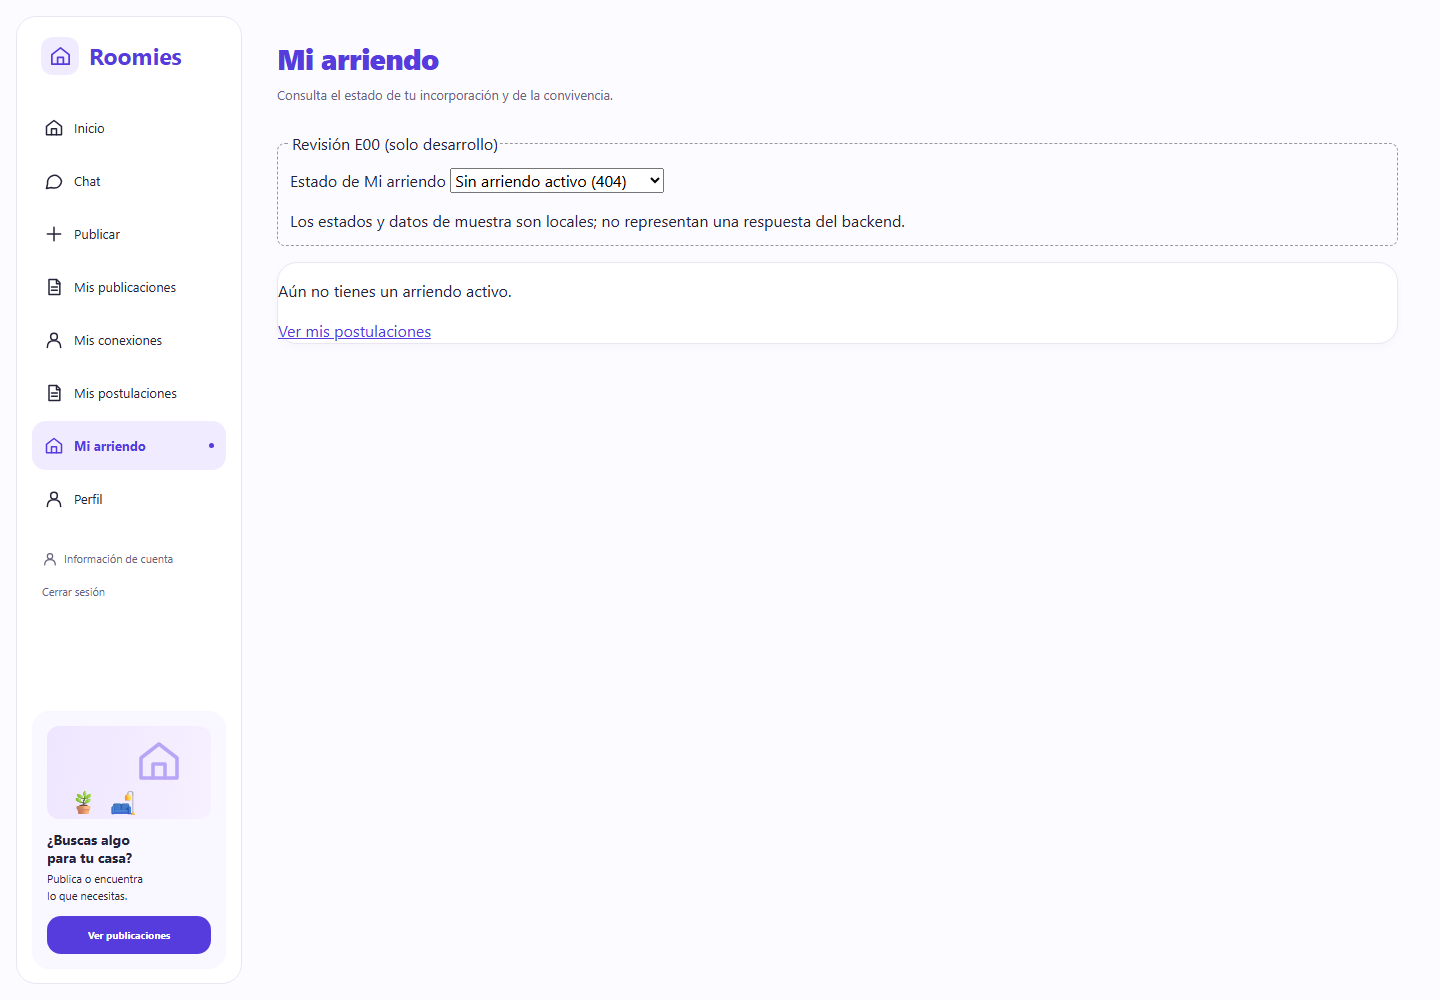 Roomies
Inicio
Chat
Publicar
Mis publicaciones
Mis conexiones
Mis postulaciones
Mi arriendo
Perfil
Información de cuenta
Cerrar sesión
¿Buscas algo
para tu casa?
Publica o encuentra
lo que necesitas.
Ver publicaciones
Mi arriendo
Consulta el estado de tu incorporación y de la convivencia.
Revisión E00 (solo desarrollo)
Estado de Mi arriendo Sin arriendo activo (404)
Los estados y datos de muestra son locales; no representan una respuesta del backend.
Aún no tienes un arriendo activo.
Ver mis postulaciones